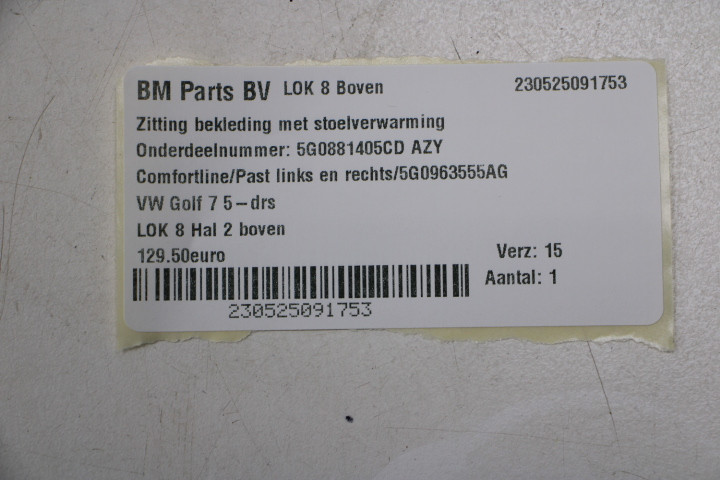 BM Parts BV LOK 8 Boven 230525091753
Zitting bekleding met stoelverwarming
Onderdeelnummer: 5G0881405CD AZY
Comfortline/Past links en rechts/5G0963555AG
VW Golf 7 5-drs
LOK 8 Hal 2 boven
129.50euro Verz: 15
Aantal: 1
230525091753